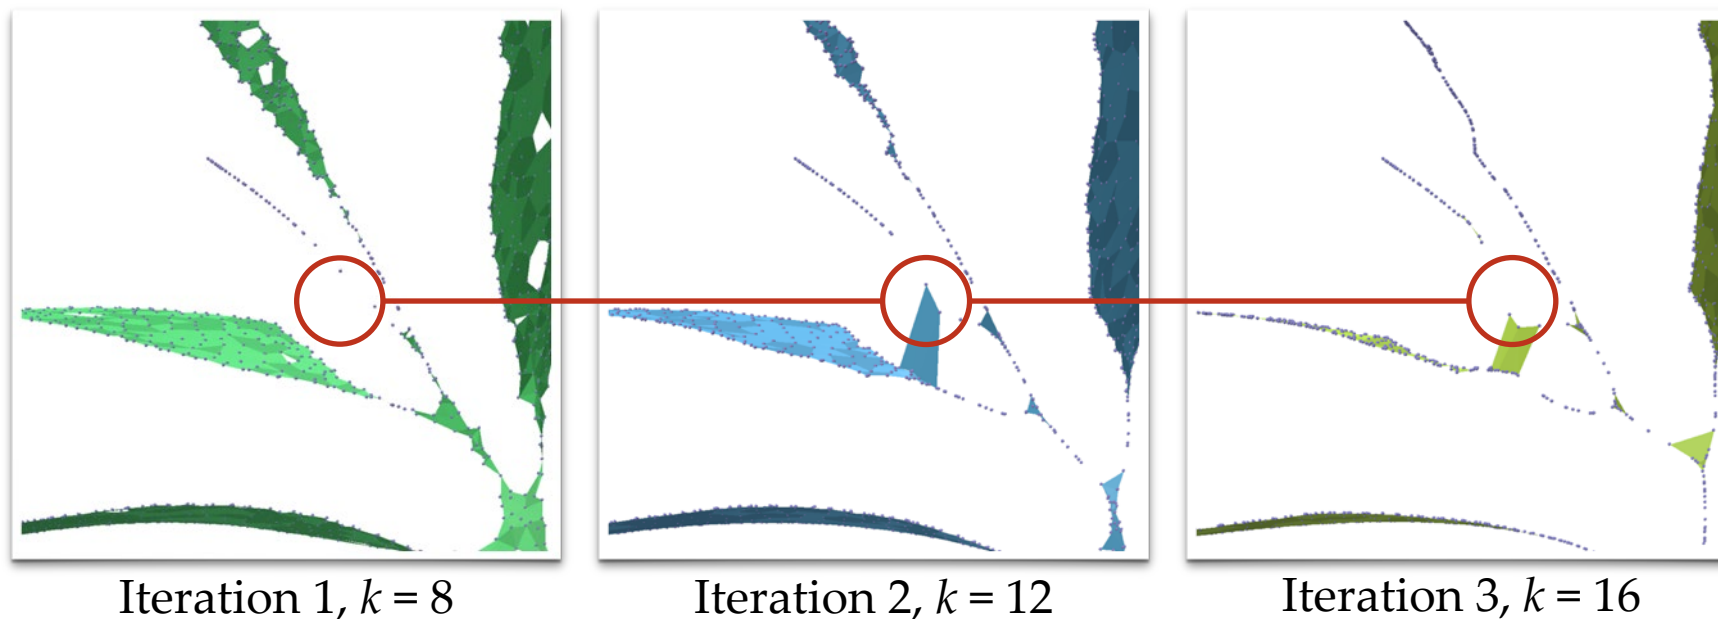 Iteration 1, k = 8
Iteration 2, k = 12
Iteration 3, k = 16